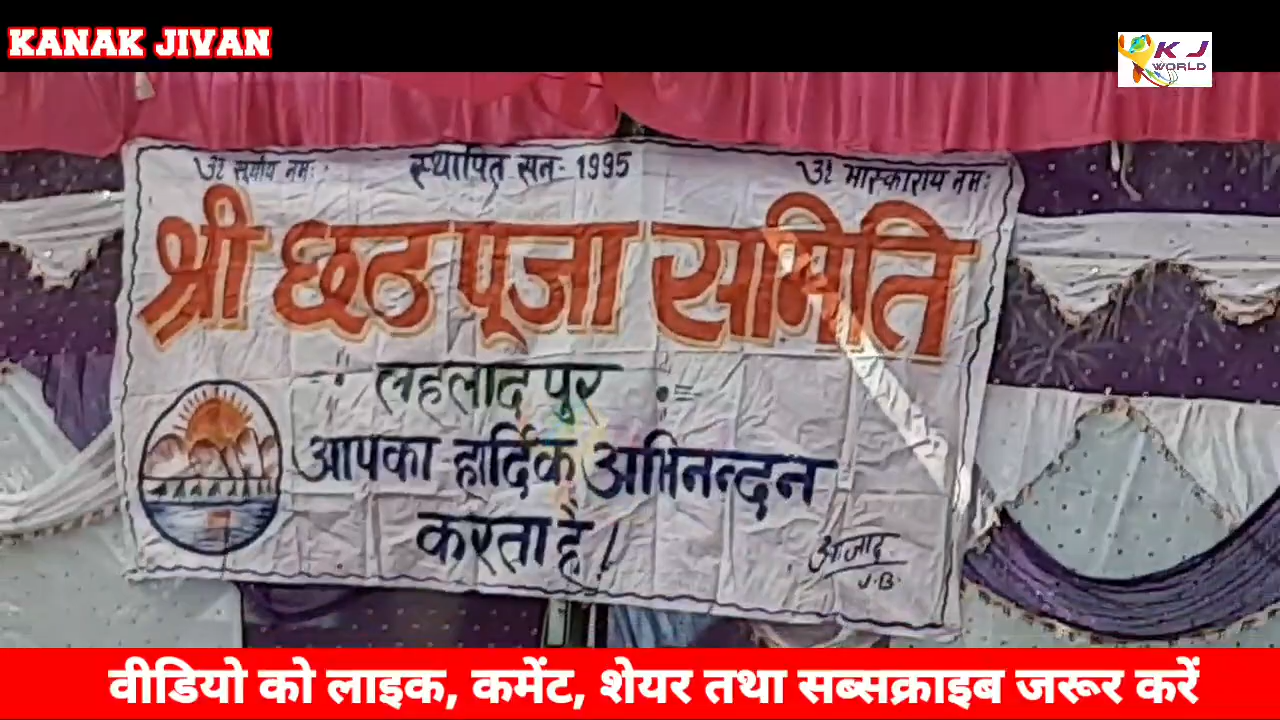 KANAK JIVAN
KJ
WORLD
ॐ सूर्याय नमः
स्थापित सन- 1995
ॐ भास्काराय नमः
श्री छठ पूजा समिति
लहलादपुर
आपका हार्दिक अभिनन्दन
करता है।
आजाद
J.B.
वीडियो को लाइक, कमेंट, शेयर तथा सब्सक्राइब जरूर करें